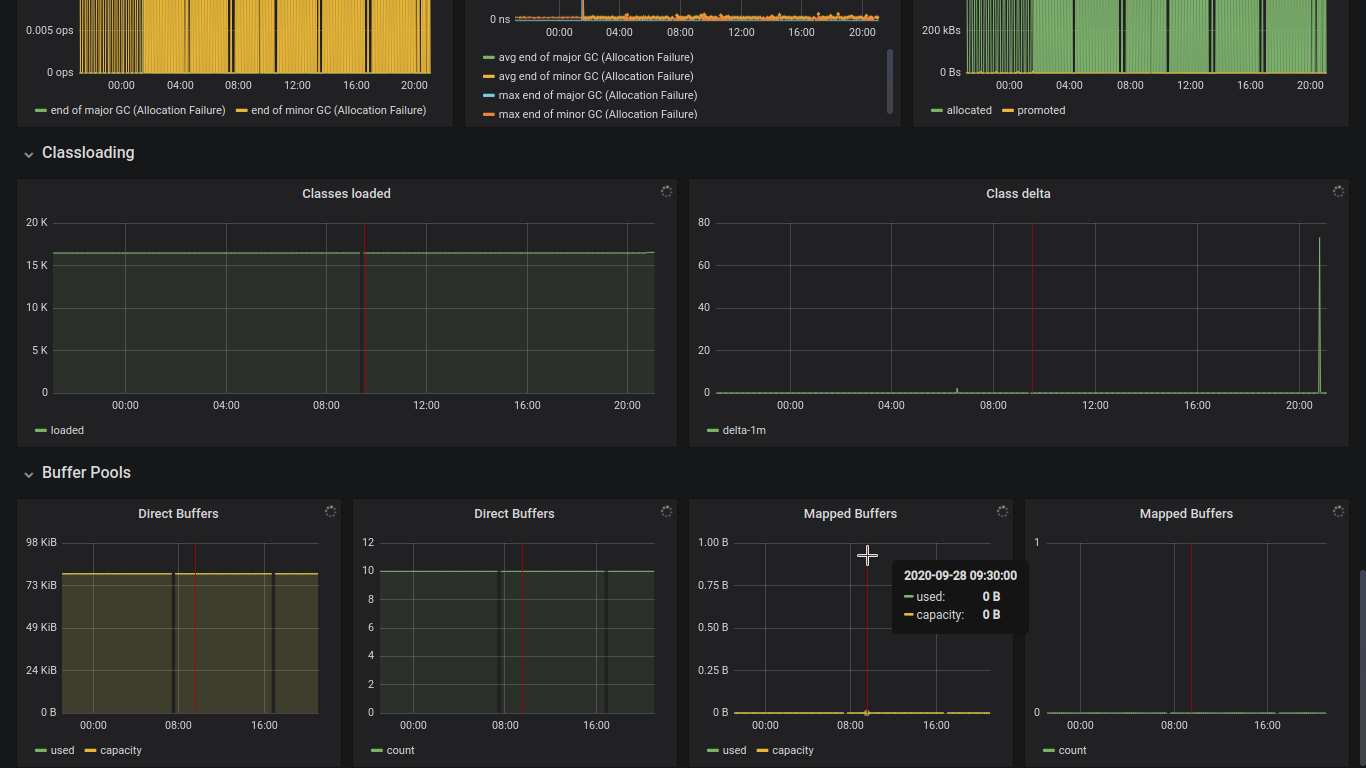 0.005 ops
0 ops
00:00 04:00 08:00 12:00 16:00 20:00
end of major GC (Allocation Failure) end of minor GC (Allocation Failure)
0 ns
00:00 04:00 08:00 12:00 16:00 20:00
avg end of major GC (Allocation Failure)
avg end of minor GC (Allocation Failure)
max end of major GC (Allocation Failure)
max end of minor GC (Allocation Failure)
200 kBs
0 Bs
00:00 04:00 08:00 12:00 16:00 20:00
allocated promoted
Classloading
Classes loaded
20 K
15 K
10 K
5 K
0
00:00 04:00 08:00 12:00 16:00 20:00
loaded
Class delta
80
60
40
20
0
00:00 04:00 08:00 12:00 16:00 20:00
delta-1m
Buffer Pools
Direct Buffers
98 KiB
73 KiB
49 KiB
24 KiB
0 B
00:00 08:00 16:00
used capacity
Direct Buffers
12
10
8
6
4
2
0
00:00 08:00 16:00
count
Mapped Buffers
1.00 B
0.75 B
0.50 B
0.25 B
0 B
00:00 08:00 16:00
used capacity
2020-09-28 09:30:00
used: 0 B
capacity: 0 B
Mapped Buffers
1
0
00:00 08:00 16:00
count